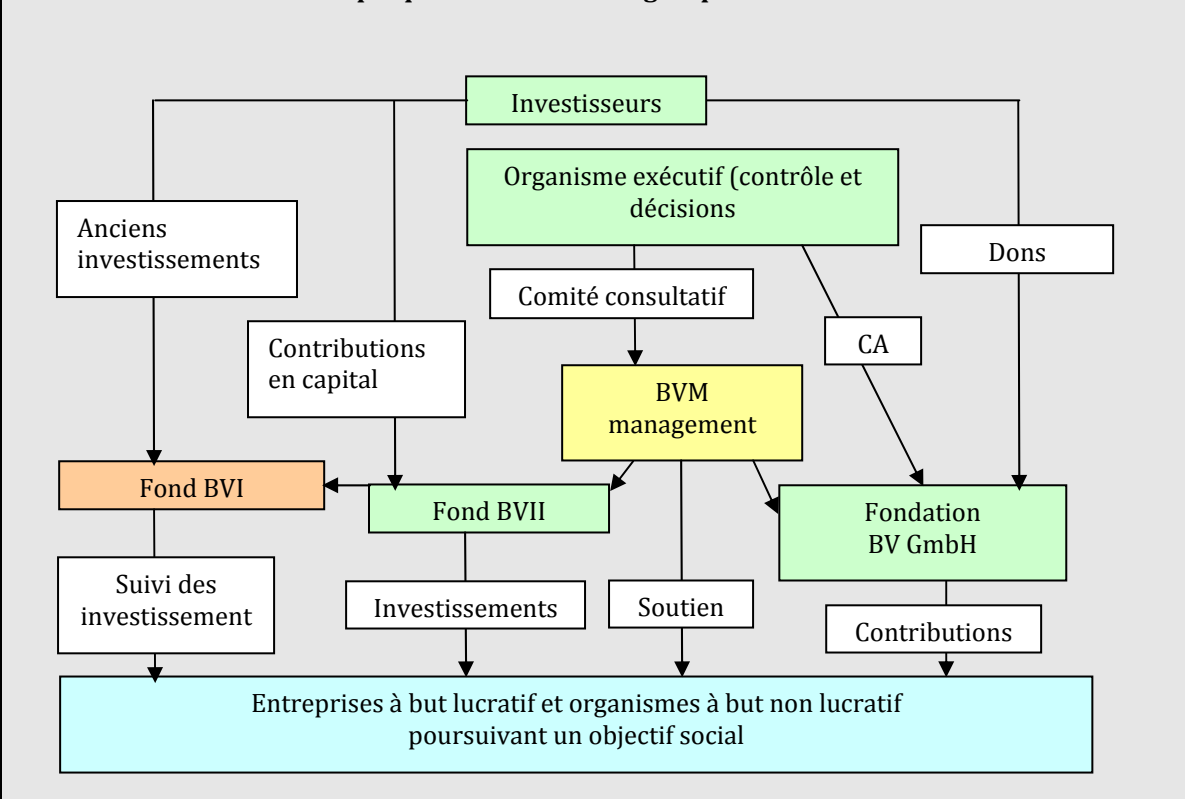 Investisseurs
Organisme exécutif (contrôle et
décisions
Anciens
investissements
Dons
Comité consultatif
CA
Contributions
en capital
BVM
management
Fond BVI
Fond BVII
Fondation
BV GmbH
Suivi des
investissement
Investissements
Soutien
Contributions
Entreprises à but lucratif et organismes à but non lucratif
poursuivant un objectif social